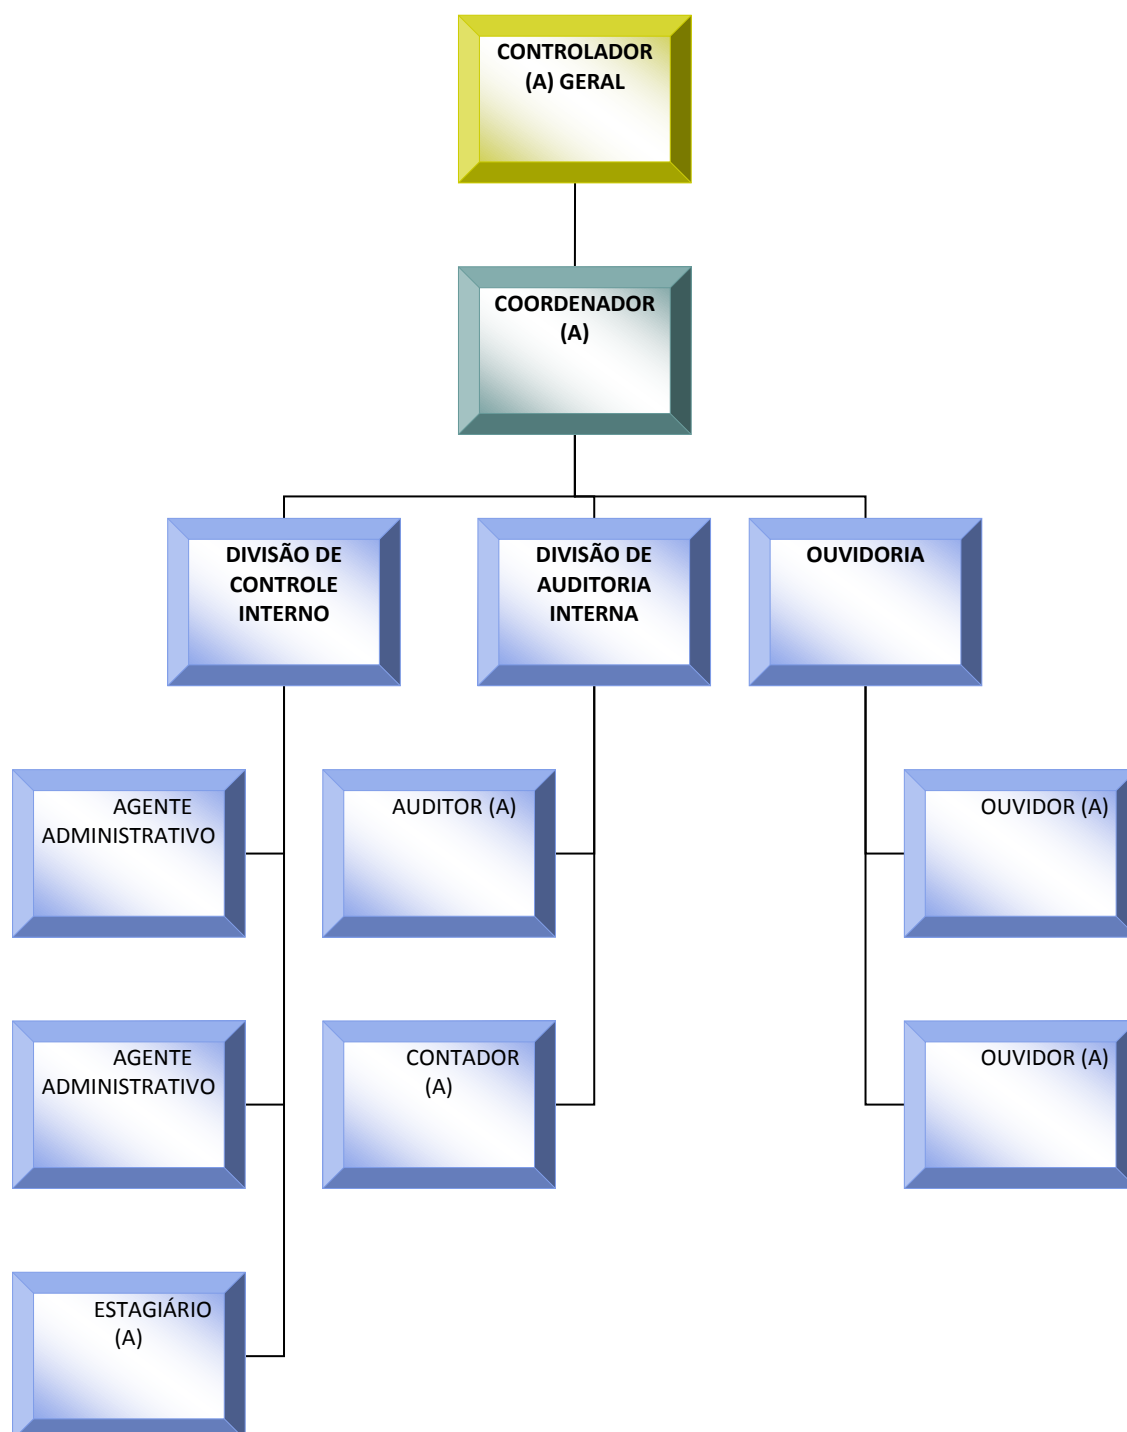 CONTROLADOR
(A) GERAL
COORDENADOR
(A)
DIVISÃO DE
CONTROLE
INTERNO
DIVISÃO DE
AUDITORIA
INTERNA
OUVIDORIA
AGENTE
ADMINISTRATIVO
AUDITOR (A)
OUVIDOR (A)
AGENTE
ADMINISTRATIVO
CONTADOR
(A)
OUVIDOR (A)
ESTAGIÁRIO
(A)